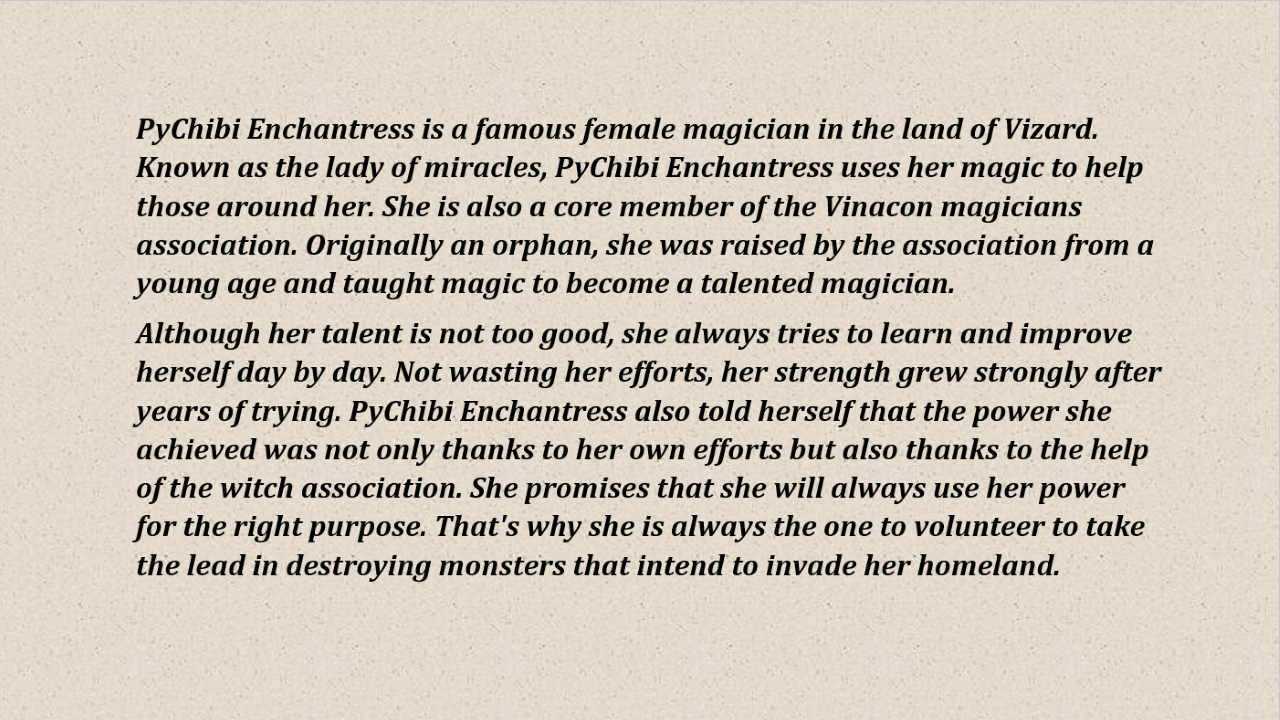 PyChibi Enchantress is a famous female magician in the land of Vizard.
Known as the lady of miracles, PyChibi Enchantress uses her magic to help
those around her. She is also a core member of the Vinacon magicians
association. Originally an orphan, she was raised by the association from a
young age and taught magic to become a talented magician.
Although her talent is not too good, she always tries to learn and improve
herself day by day. Not wasting her efforts, her strength grew strongly after
years of trying. PyChibi Enchantress also told herself that the power she
achieved was not only thanks to her own efforts but also thanks to the help
of the witch association. She promises that she will always use her power
for the right purpose. That's why she is always the one to volunteer to take
the lead in destroying monsters that intend to invade her homeland.